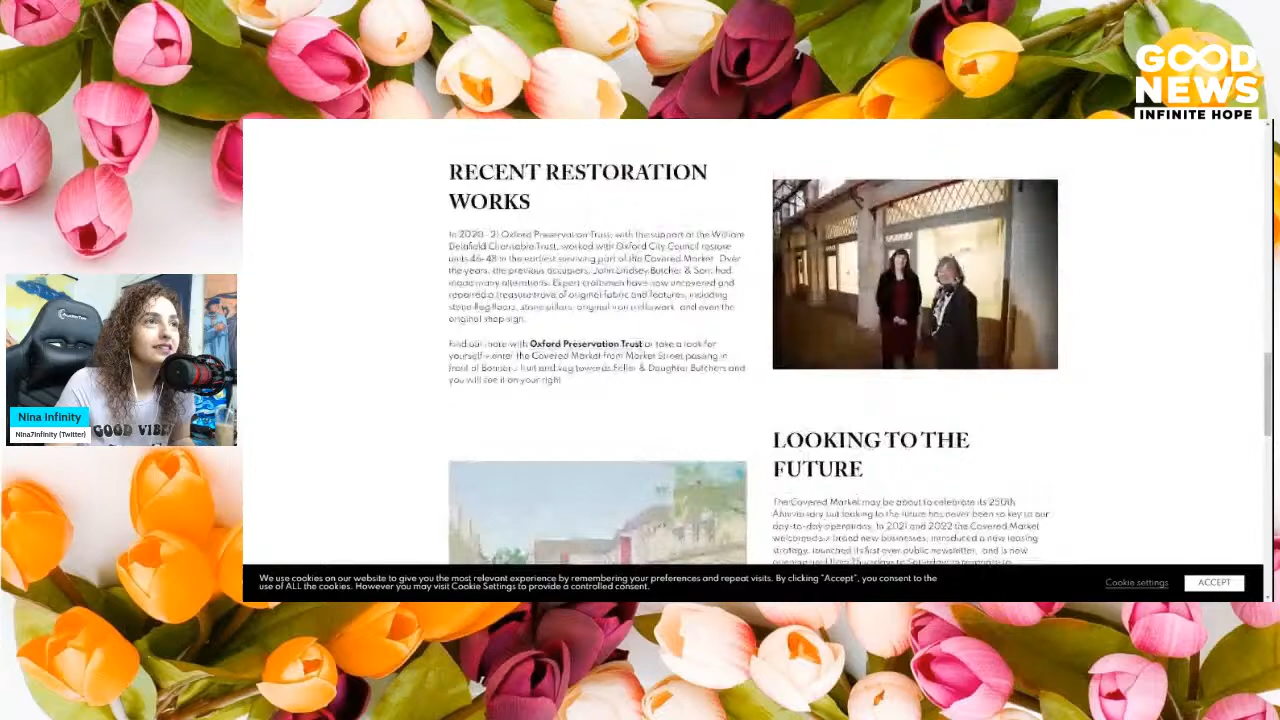 GOOD
NEWS
INFINITE HOPE
RECENT RESTORATION
WORKS
In 2020-21 Oxford Preservation Trust, with the support of the William
Delafield Charitable Trust, worked with Oxford City Council restore
units 46-48 in the earliest surviving part of the Covered Market. Over
the years, the previous occupiers, John Lindsey Butcher & Son, had
made many alterations. Expert craftsmen have now uncovered and
repaired a treasure trove of original fabric and features, including
stone flag floors, stone pillars, original iron millwork, and even the
original shop sign.
Find out more with Oxford Preservation Trust or take a look for
yourself – enter the Covered Market from Market Street passing in
front of Bonners fruit and veg towards Feller & Daughter Butchers and
you will see it on your right
LOOKING TO THE
FUTURE
The Covered Market may be about to celebrate its 250th
Anniversary but looking to the future has never been so key to our
day-to-day operations. In 2021 and 2022 the Covered Market
welcomed brand new businesses, introduced a new leasing
strategy, launched its first ever public newsletter, and is now
Nina Infinity
Nina7Infinity (Twitter)
GOOD VIBE
We use cookies on our website to give you the most relevant experience by remembering your preferences and repeat visits. By clicking "Accept", you consent to the
use of ALL the cookies. However you may visit Cookie Settings to provide a controlled consent.
Cookie settings
ACCEPT